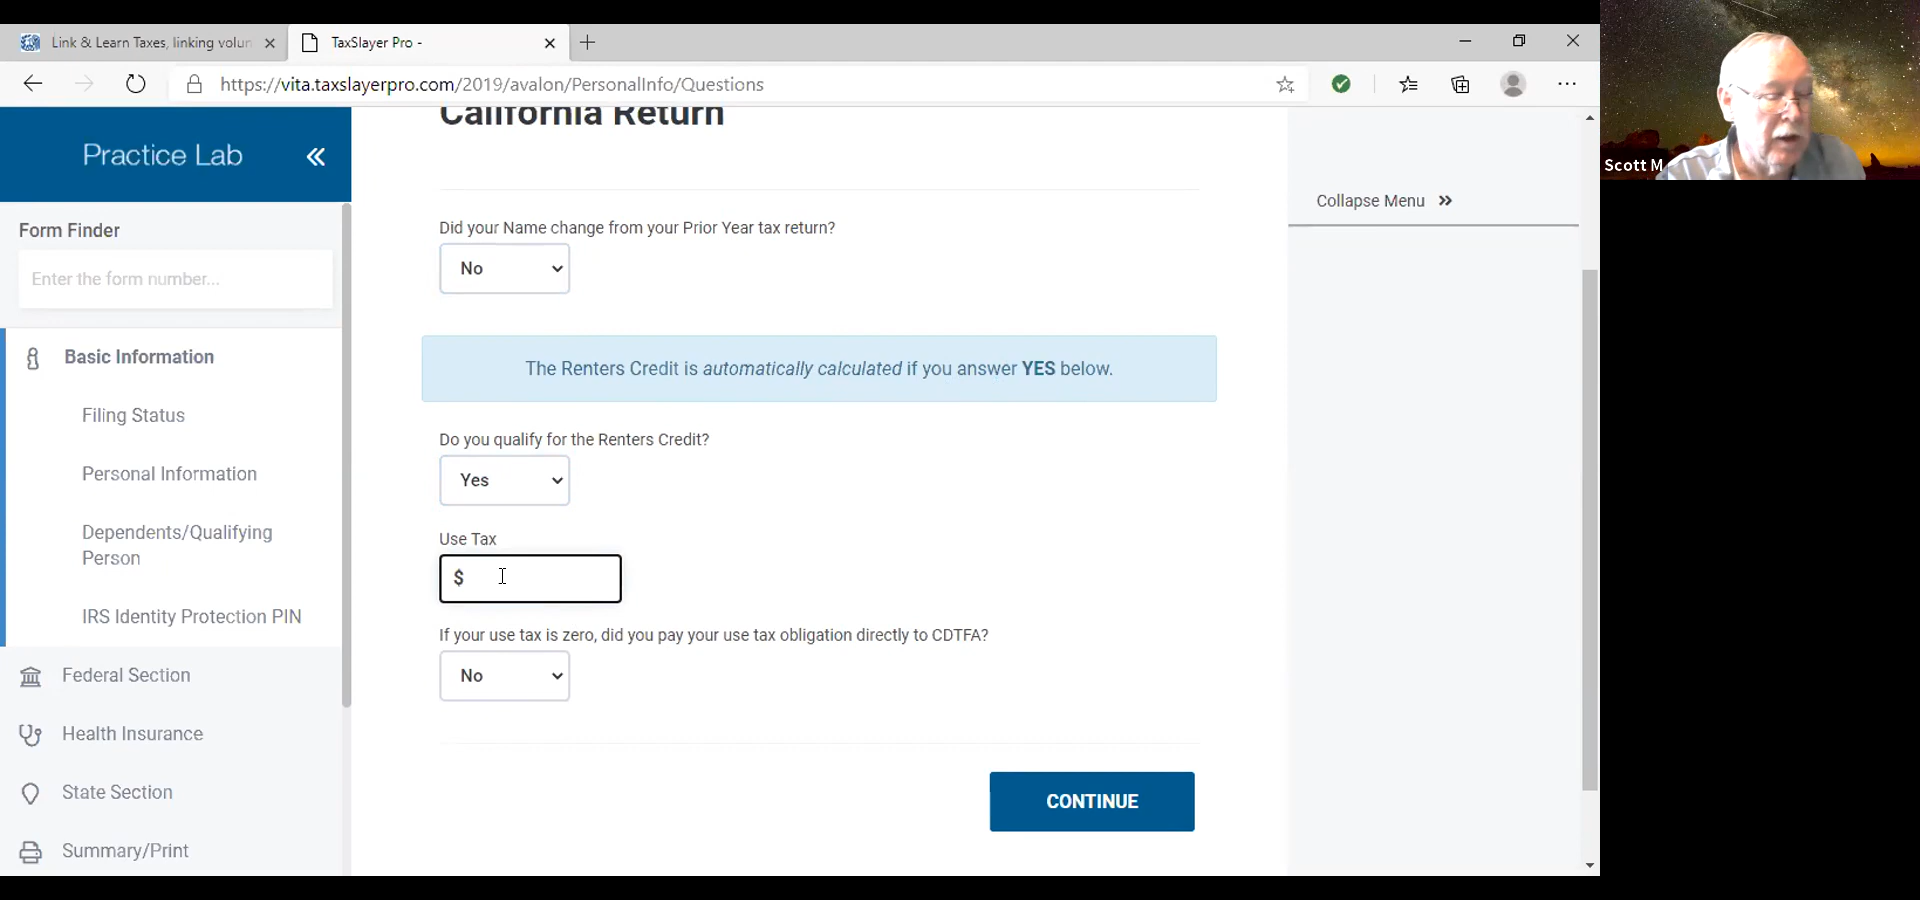 Link & Learn Taxes, linking volun
TaxSlayer Pro -
https://vita.taxslayerpro.com/2019/avalon/PersonalInfo/Questions
Practice Lab
Form Finder
Enter the form number...
Basic Information
Filing Status
Personal Information
Dependents/Qualifying
Person
IRS Identity Protection PIN
Federal Section
Health Insurance
State Section
Summary/Print
California Return
Did your Name change from your Prior Year tax return?
No
The Renters Credit is automatically calculated if you answer YES below.
Do you qualify for the Renters Credit?
Yes
Use Tax
$
If your use tax is zero, did you pay your use tax obligation directly to CDTFA?
No
CONTINUE
Collapse Menu
Scott M